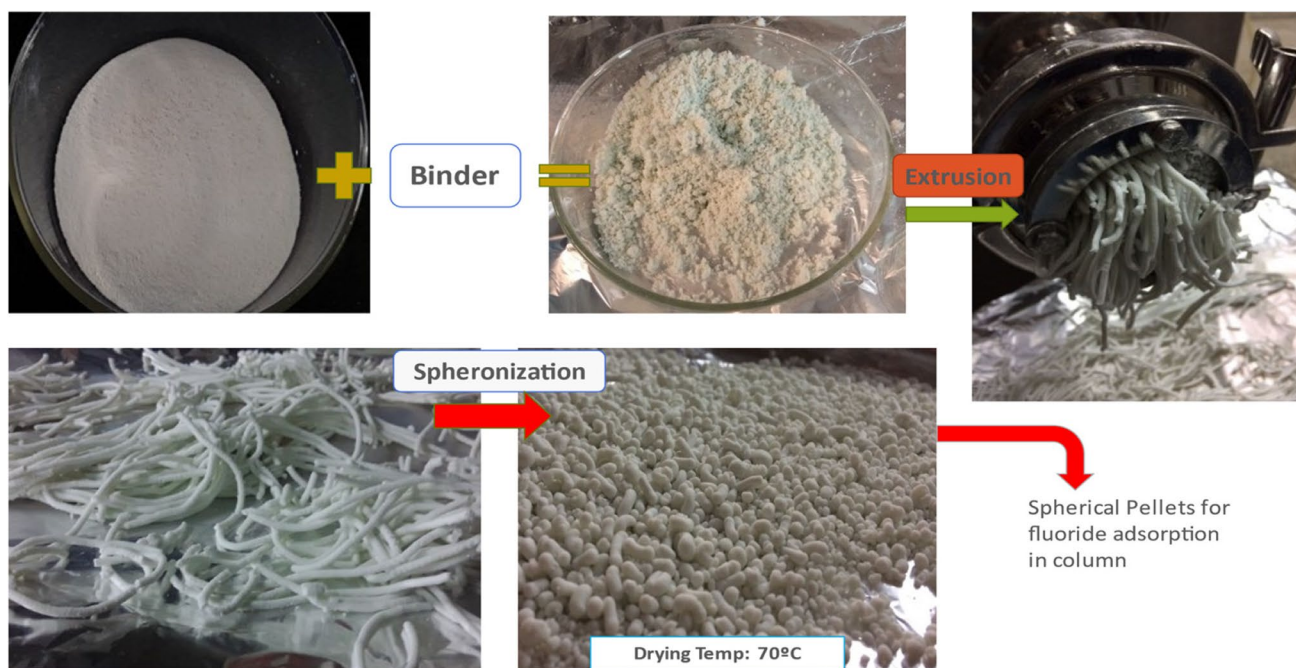 Binder
Extrusion
Spheronization
Drying Temp: 70ºC
Spherical Pellets for
fluoride adsorption
in column